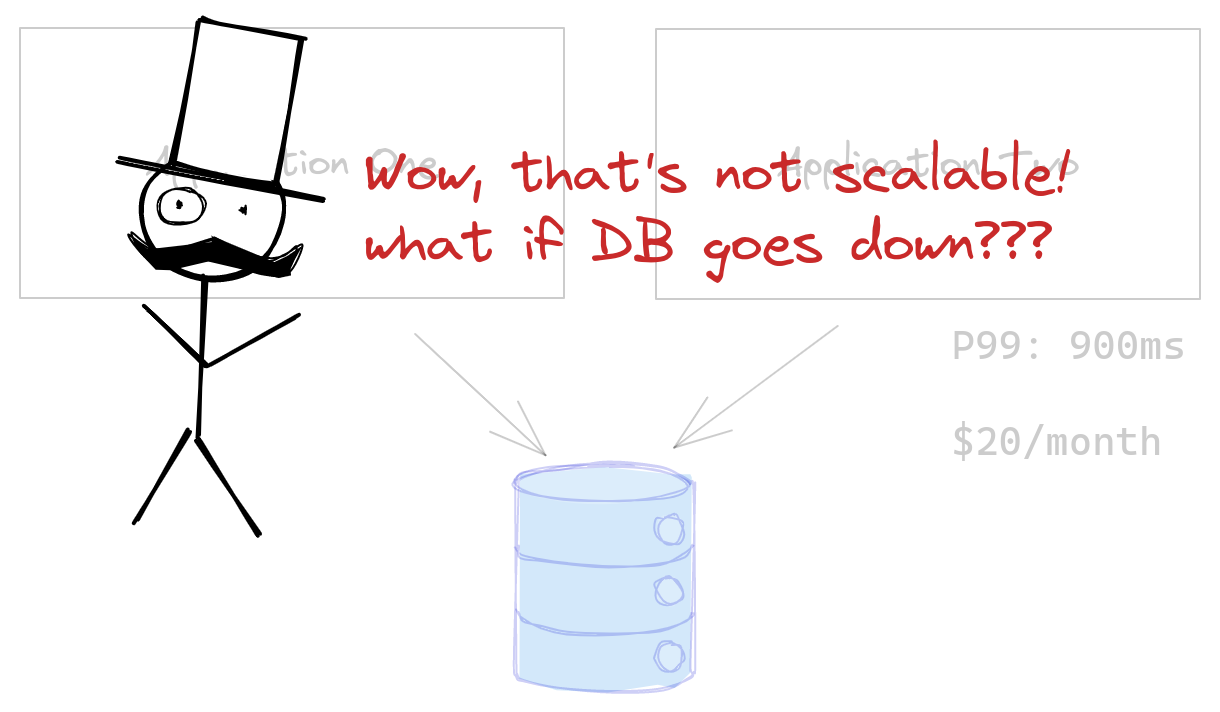 Application One
Application Two
Wow, that's not scalable!
what if DB goes down???
P99: 900ms
$20/month